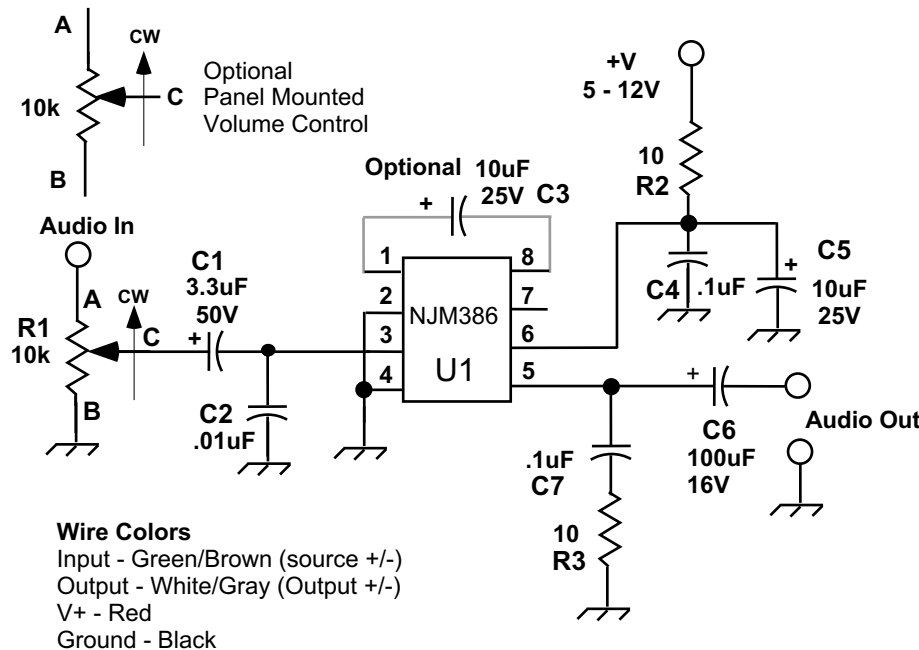 A
CW
10k
C
B
Optional
Panel Mounted
Volume Control
+V
5 - 12V
10
R2
Optional
10uF
25V
C3
+
Audio In
A
CW
R1
10k
C
B
C1
3.3uF
50V
+
C2
.01uF
1
2
3
4
8
7
6
5
NJM386
U1
C4
.1uF
+
C5
10uF
25V
+
C6
100uF
16V
Audio Out
.1uF
C7
10
R3
Wire Colors
Input - Green/Brown (source +/-)
Output - White/Gray (Output +/-)
V+ - Red
Ground - Black